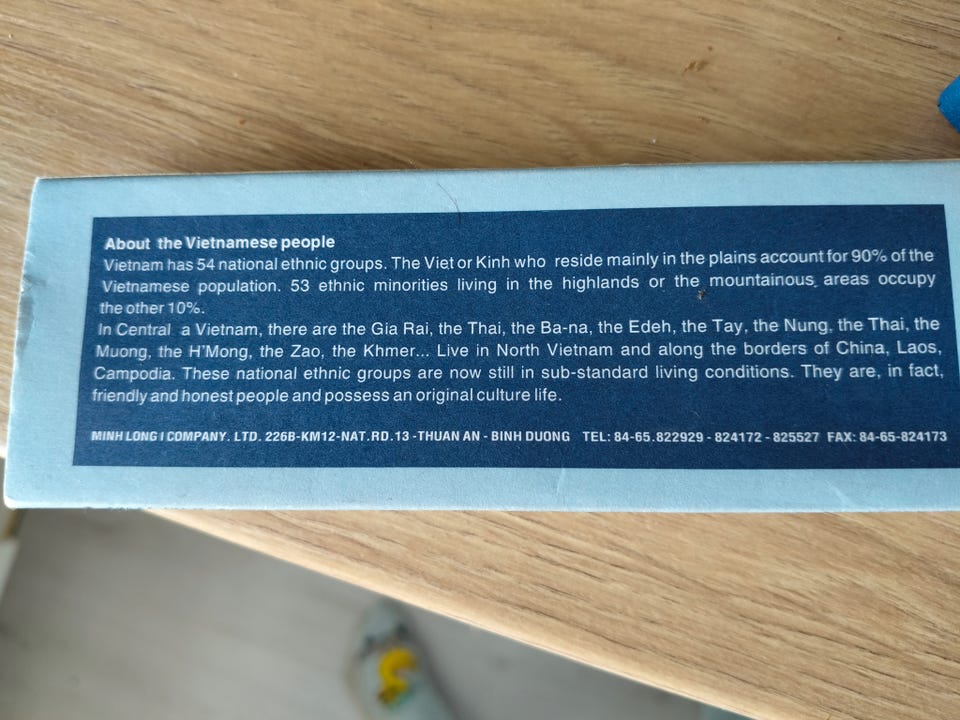 About the Vietnamese people
Vietnam has 54 national ethnic groups. The Viet or Kinh who reside mainly in the plains account for 90% of the
Vietnamese population. 53 ethnic minorities living in the highlands or the mountainous areas occupy
the other 10%.
In Central a Vietnam, there are the Gia Rai, the Thai, the Ba-na, the Edeh, the Tay, the Nung, the Thai, the
Muong, the H'Mong, the Zao, the Khmer... Live in North Vietnam and along the borders of China, Laos,
Campodia. These national ethnic groups are now still in sub-standard living conditions. They are, in fact,
friendly and honest people and possess an original culture life.
MINH LONG I COMPANY. LTD. 226B-KM12-NAT.RD.13 -THUAN AN - BINH DUONG TEL: 84-65.822929 - 824172 - 825527 FAX: 84-65-824173